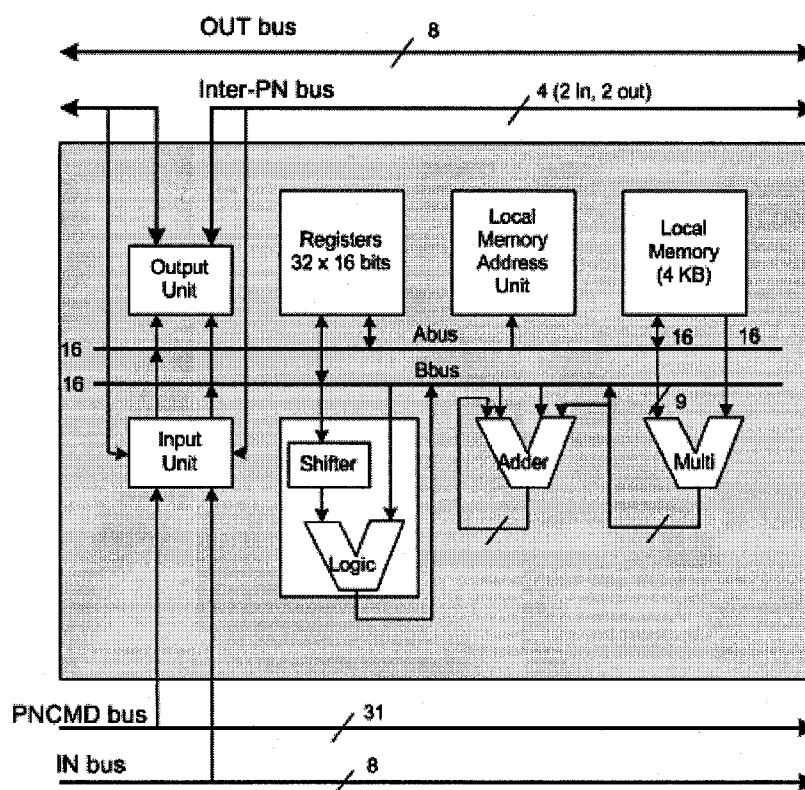 OUT bus
8
Inter-PN bus
4 (2 in, 2 out)
Output
Unit
Registers
32 x 16 bits
Local
Memory
Address
Unit
Local
Memory
(4 KB)
16
Abus
16
16
16
Bbus
9
Input
Unit
Shifter
Logic
Adder
Multi
PNCMD bus
31
IN bus
8